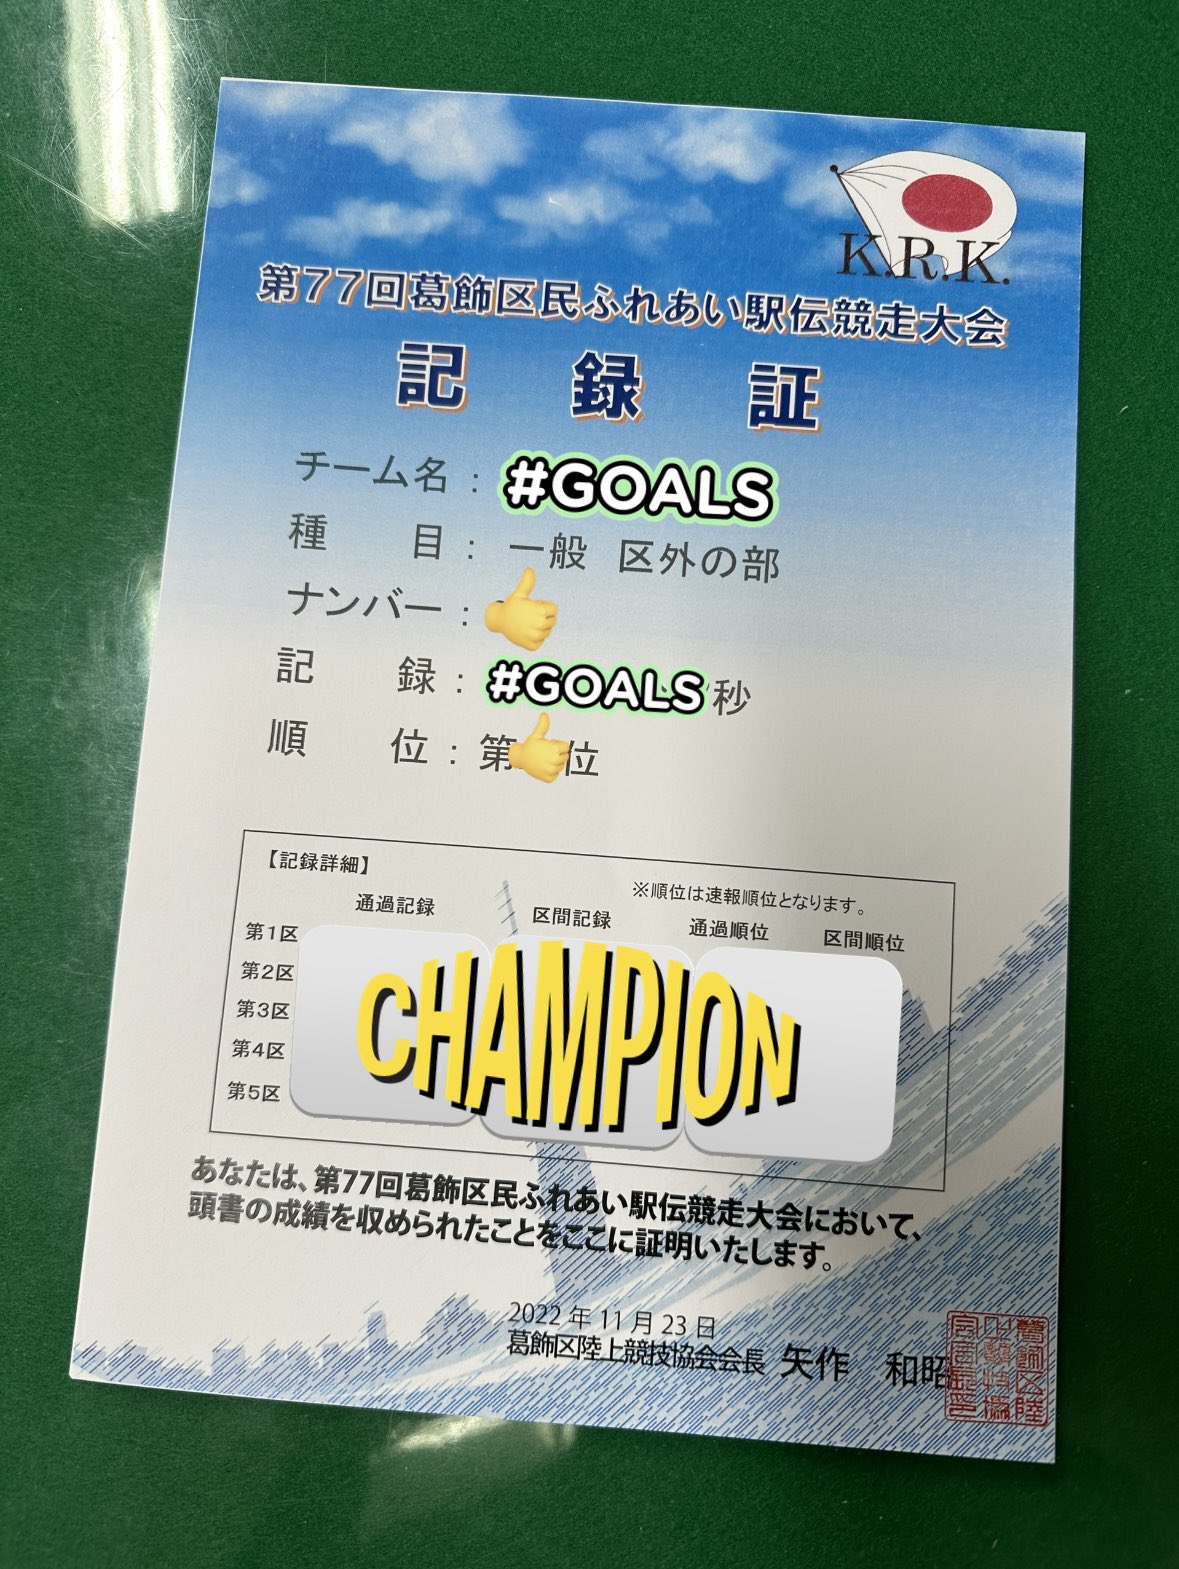 K.R.K.
第77回葛飾区民ふれあい駅伝競走大会
記 録 証
チーム名：#GOALS
種 目：一般 区外の部
ナンバー：
記 録：#GOALS 秒
順 位：第 位
【記録詳細】
※順位は速報順位となります。
通過記録 区間記録 通過順位 区間順位
第1区
第2区
第3区
第4区
第5区
CHAMPION
あなたは、第77回葛飾区民ふれあい駅伝競走大会において、
頭書の成績を収められたことをここに証明いたします。
2022年11月23日
葛飾区陸上競技協会会長 矢作 和昭